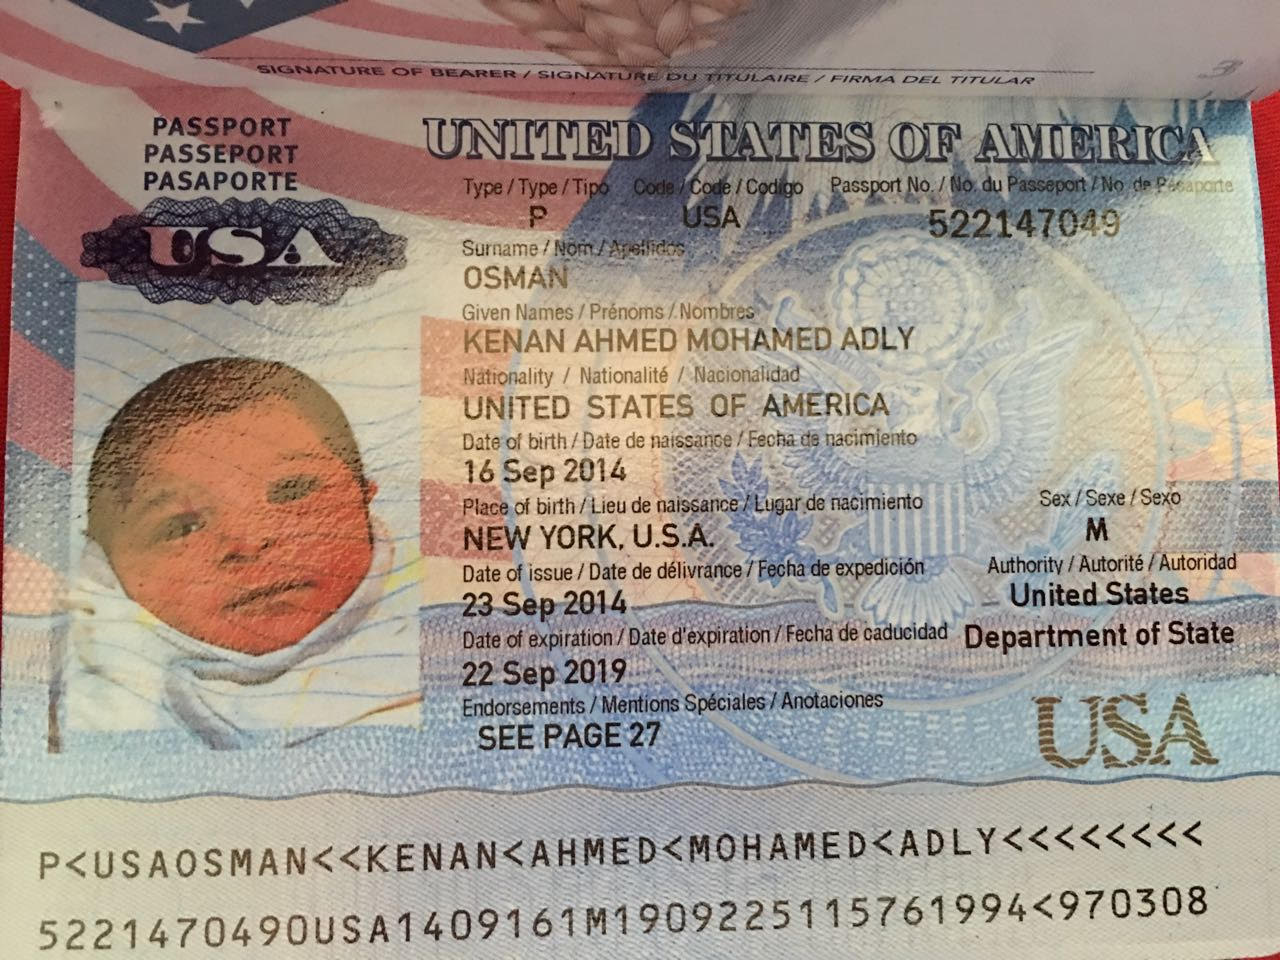 SIGNATURE OF BEARER / SIGNATURE DU TITULAIRE / FIRMA DEL TITULAR
3
PASSPORT
PASSEPORT
PASAPORTE
USA
UNITED STATES OF AMERICA
Type / Type / Tipo Code / Code / Codigo Passport No. / No. du Passeport / No. de Pasaporte
P USA 522147049
Surname / Nom / Apellidos
OSMAN
Given Names / Prénoms / Nombres
KENAN AHMED MOHAMED ADLY
Nationality / Nationalité / Nacionalidad
UNITED STATES OF AMERICA
Date of birth / Date de naissance / Fecha de nacimiento
16 Sep 2014
Place of birth / Lieu de naissance / Lugar de nacimiento Sex / Sexe / Sexo
NEW YORK, U.S.A. M
Date of issue / Date de délivrance / Fecha de expedición Authority / Autorité / Autoridad
23 Sep 2014 United States
Date of expiration / Date d'expiration / Fecha de caducidad Department of State
22 Sep 2019
Endorsements / Mentions Spéciales / Anotaciones
SEE PAGE 27
USA
P<USAOSMAN<<KENAN<AHMED<MOHAMED<ADLY<<<<<<<<
5221470490USA1409161M1909225115761994<970308